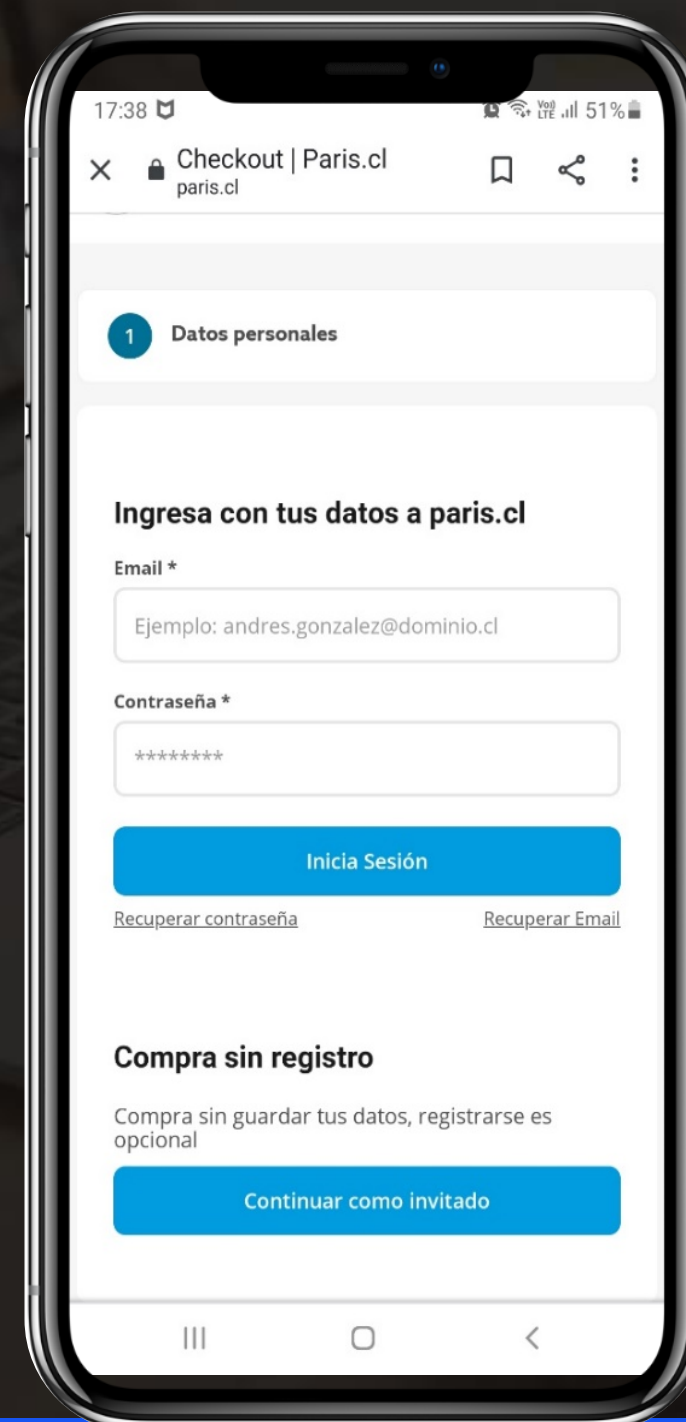 17:38
VoD LTE 51%
Checkout | Paris.cl
paris.cl
1 Datos personales
Ingresa con tus datos a paris.cl
Email *
Ejemplo: andres.gonzalez@dominio.cl
Contraseña *
********
Inicia Sesión
Recuperar contraseña Recuperar Email
Compra sin registro
Compra sin guardar tus datos, registrarse es
opcional
Continuar como invitado